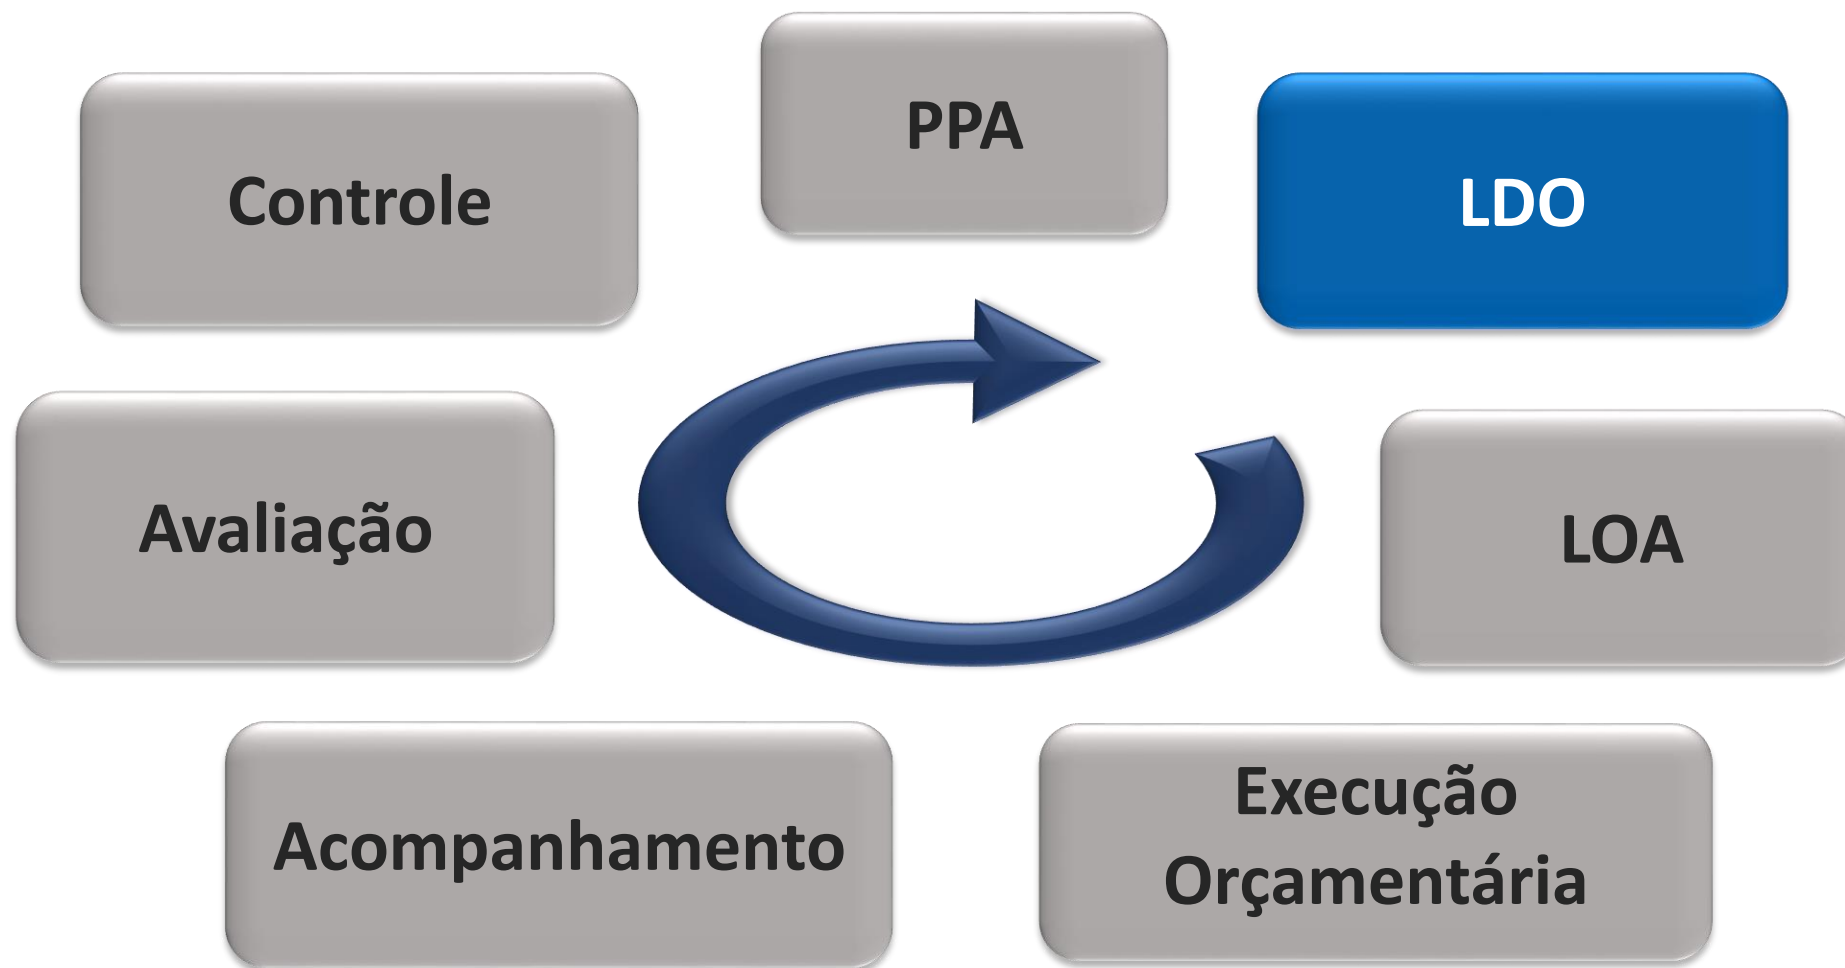 PPA
LDO
LOA
Execução
Orçamentária
Acompanhamento
Avaliação
Controle